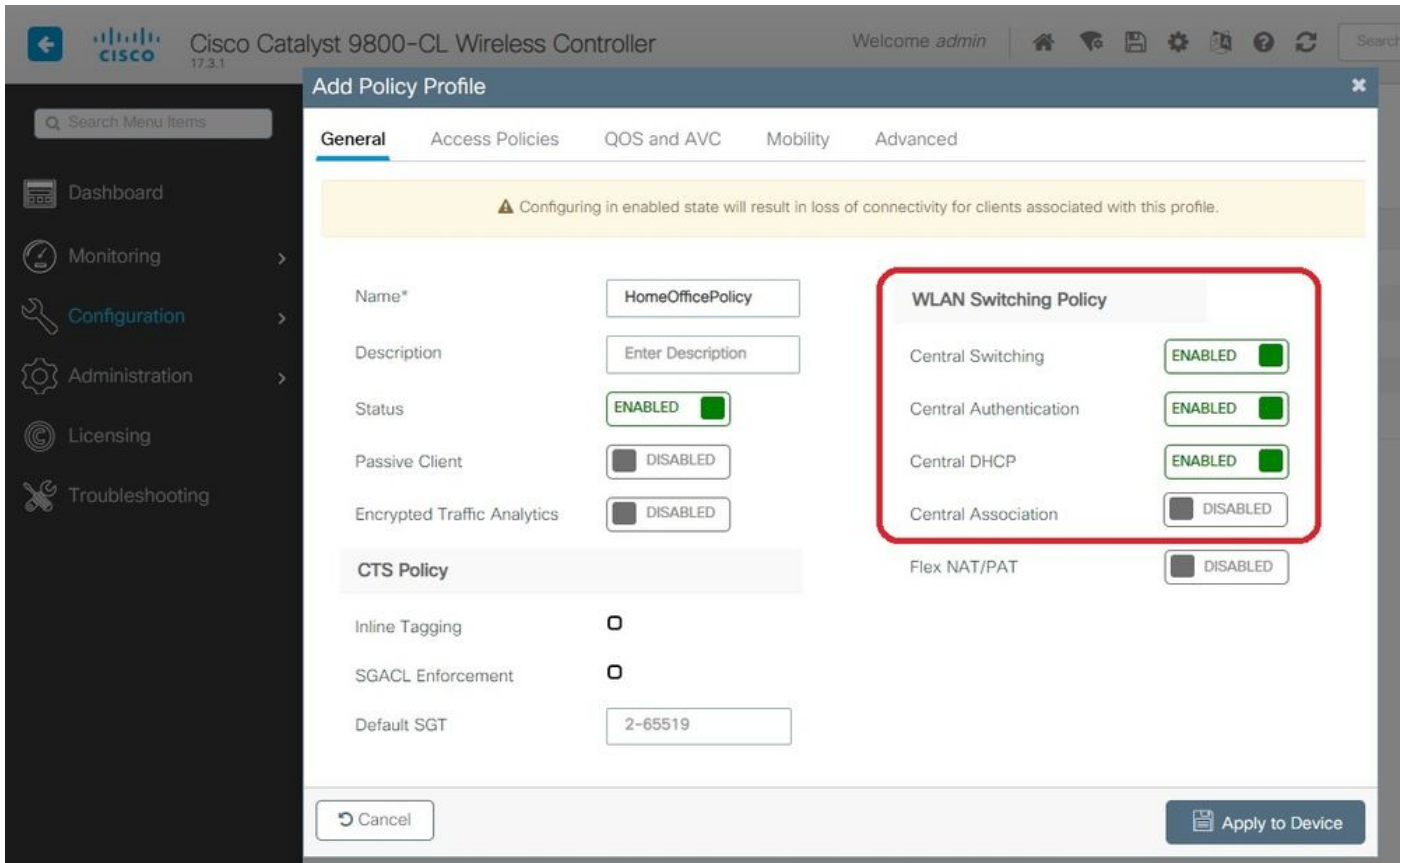 CISCO
Cisco Catalyst 9800-CL Wireless Controller
17.3.1
Welcome admin
Search
Search Menu Items
Dashboard
Monitoring
Configuration
Administration
Licensing
Troubleshooting
Add Policy Profile
General Access Policies QOS and AVC Mobility Advanced
Configuring in enabled state will result in loss of connectivity for clients associated with this profile.
Name* HomeOfficePolicy
Description Enter Description
Status ENABLED
Passive Client DISABLED
Encrypted Traffic Analytics DISABLED
CTS Policy
Inline Tagging
SGACL Enforcement
Default SGT 2-65519
WLAN Switching Policy
Central Switching ENABLED
Central Authentication ENABLED
Central DHCP ENABLED
Central Association DISABLED
Flex NAT/PAT DISABLED
Cancel
Apply to Device